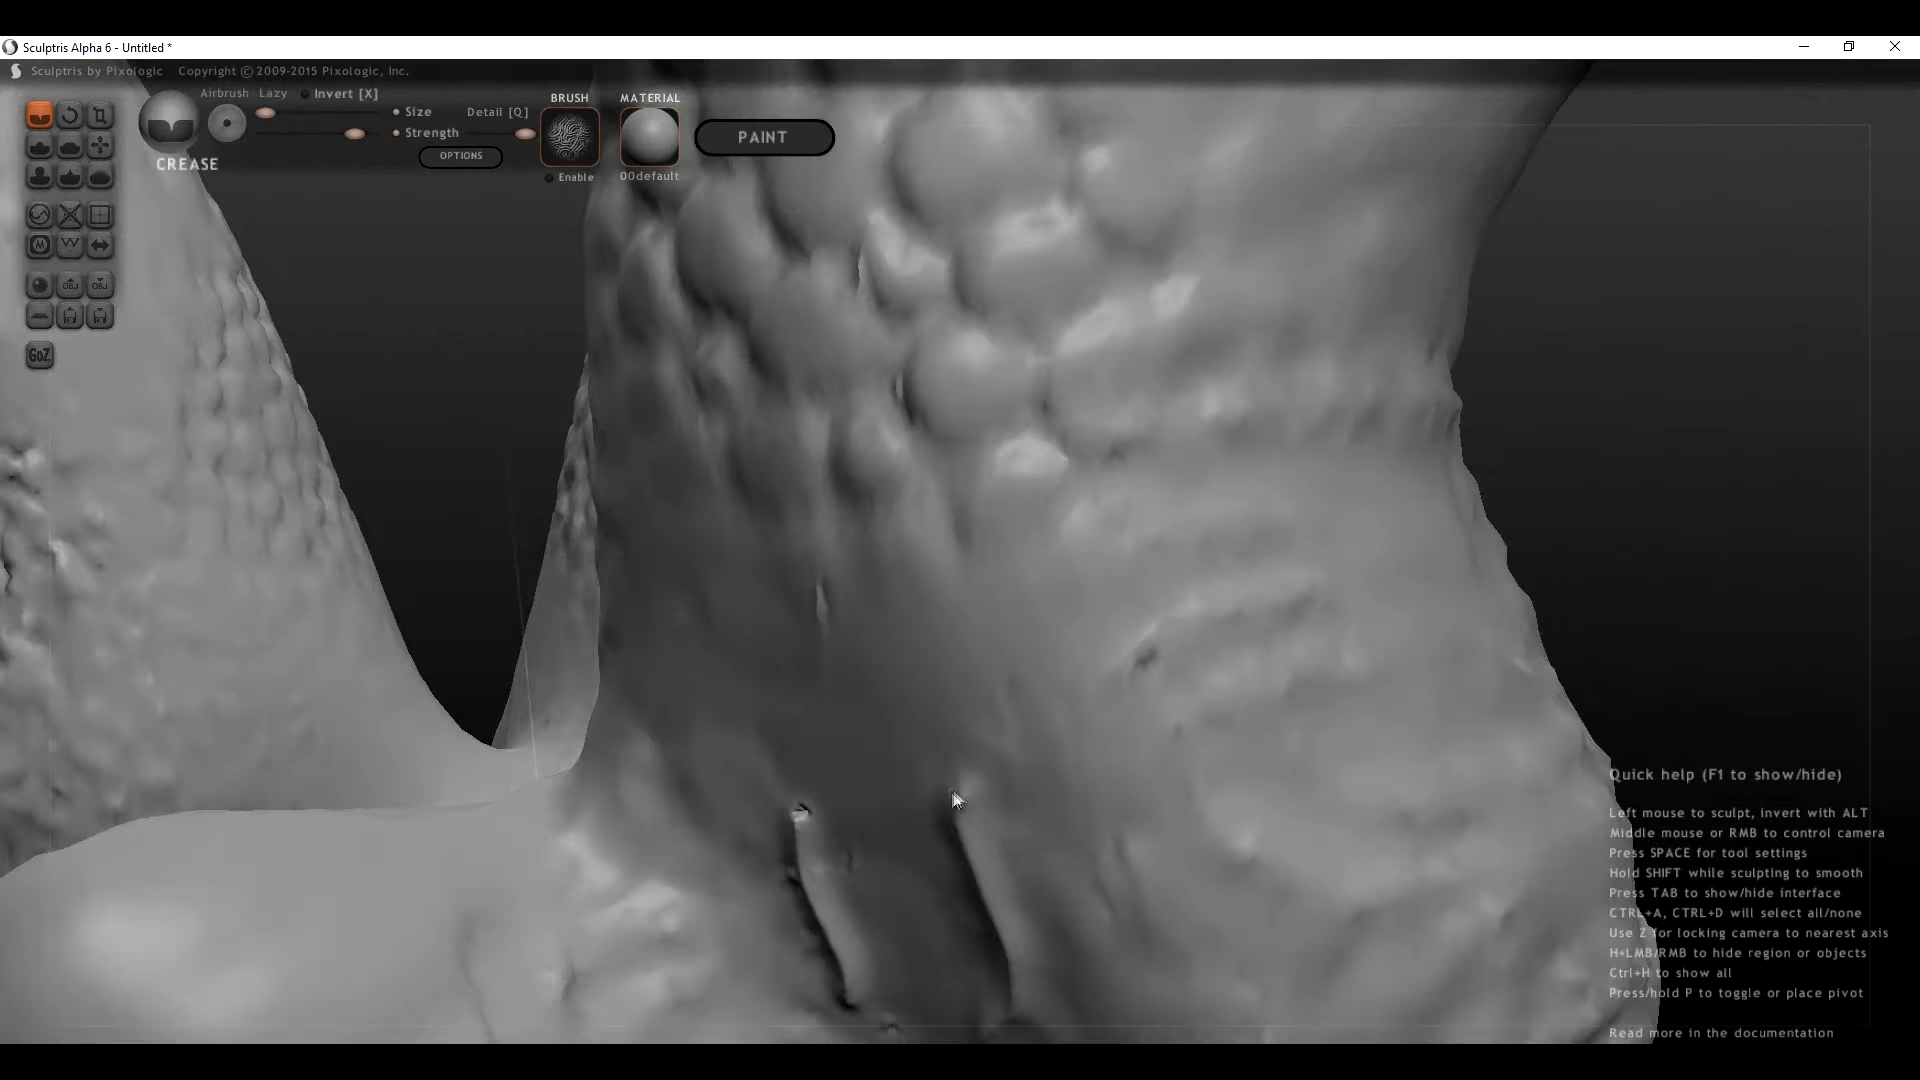 Sculptris Alpha 6 - Untitled *
Sculptris by Pixologic Copyright © 2009-2015 Pixologic, Inc.
Airbrush Lazy Invert [X]
Size Detail [Q]
Strength
OPTIONS
CREASE
BRUSH
Enable
MATERIAL
00default
PAINT
M
OBJ OBJ
GoZ
Quick help (F1 to show/hide)
Left mouse to sculpt, invert with ALT
Middle mouse or RMB to control camera
Press SPACE for tool settings
Hold SHIFT while sculpting to smooth
Press TAB to show/hide interface
CTRL+A, CTRL+D will select all/none
Use Z for locking camera to nearest axis
H+LMB/RMB to hide region or objects
Ctrl+H to show all
Press/hold P to toggle or place pivot
Read more in the documentation